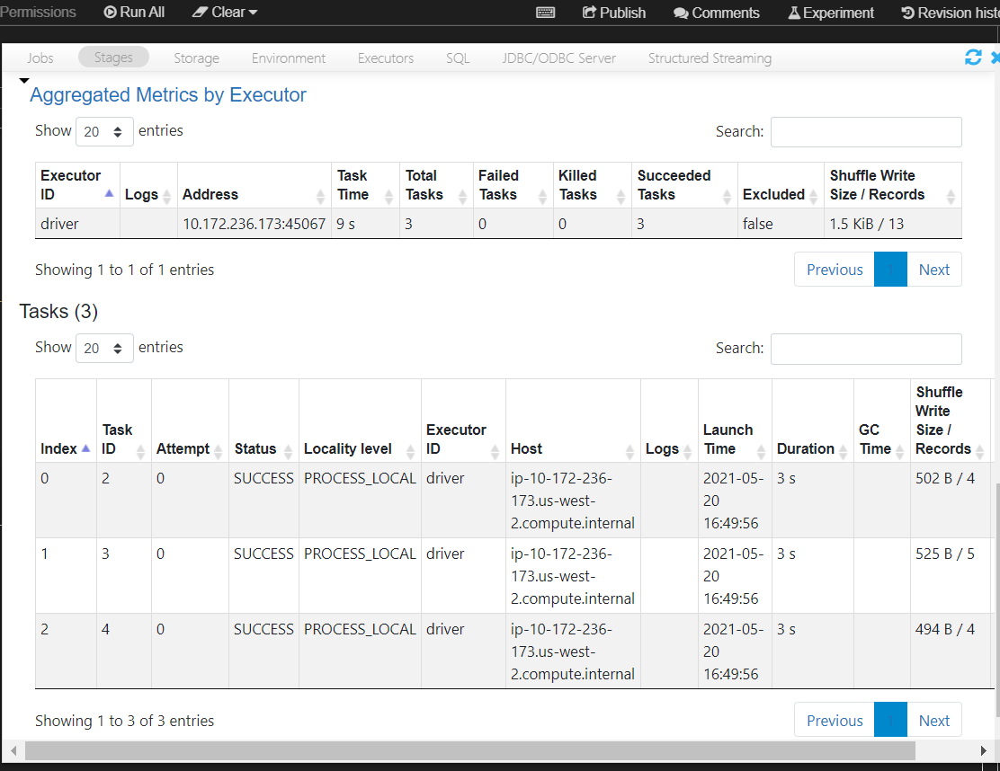 Permissions Run All Clear Publish Comments Experiment Revision
Jobs Stages Storage Environment Executors SQL JDBC/ODBC Server Structured Streaming
Aggregated Metrics by Executor
Show 20 entries Search:
Executor Task Total Failed Killed Succeeded Shuffle Write
ID Logs Address Time Tasks Tasks Tasks Tasks Excluded Size / Records
driver 10.172.236.173:45067 9 s 3 0 0 3 false 1.5 KiB / 13
Showing 1 to 1 of 1 entries Previous Next
Tasks (3)
Show 20 entries Search:
Shuffle
Write
Task Executor Launch GC Size /
Index ID Attempt Status Locality level ID Host Logs Time Duration Time Records
0 2 0 SUCCESS PROCESS_LOCAL driver ip-10-172-236- 2021-05- 3 s 502 B / 4
173.us-west- 20
2.compute.internal 16:49:56
1 3 0 SUCCESS PROCESS_LOCAL driver ip-10-172-236- 2021-05- 3 s 525 B / 5
173.us-west- 20
2.compute.internal 16:49:56
2 4 0 SUCCESS PROCESS_LOCAL driver ip-10-172-236- 2021-05- 3 s 494 B / 4
173.us-west- 20
2.compute.internal 16:49:56
Showing 1 to 3 of 3 entries Previous Next